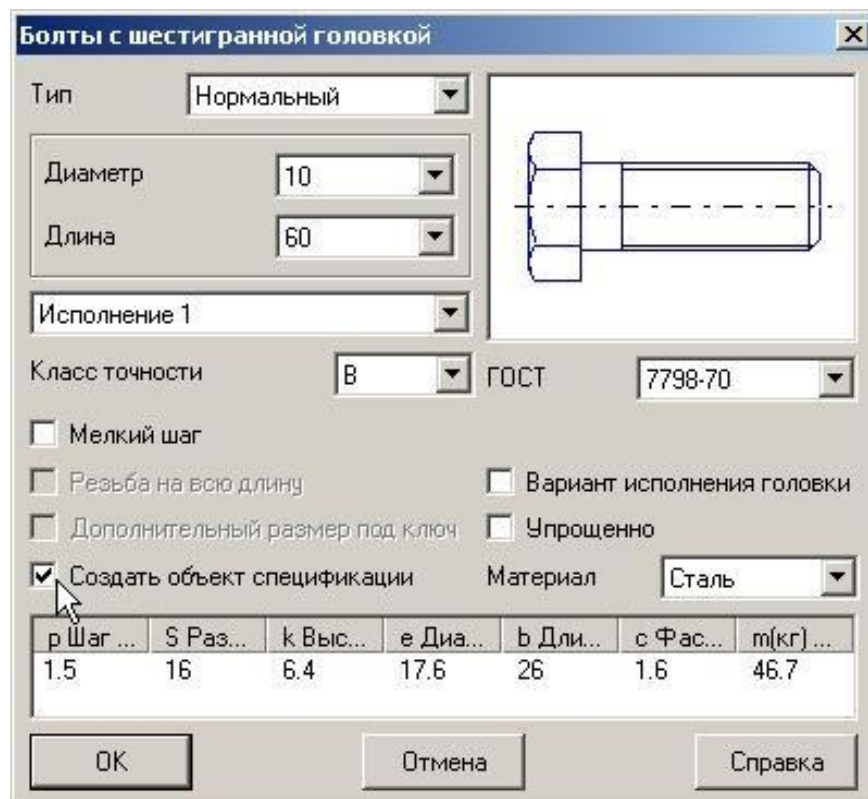 Болты с шестигранной головкой
Тип Нормальный
Диаметр 10
Длина 60
Исполнение 1
Класс точности B ГОСТ 7798-70
Мелкий шаг
Резьба на всю длину Вариант исполнения головки
Дополнительный размер под ключ Упрощенно
Создать объект спецификации Материал Сталь
p Шаг ... S Раз... k Выс... e Диа... b Дли... c Фас... m(кг) ...
1.5 16 6.4 17.6 26 1.6 46.7
OK Отмена Справка